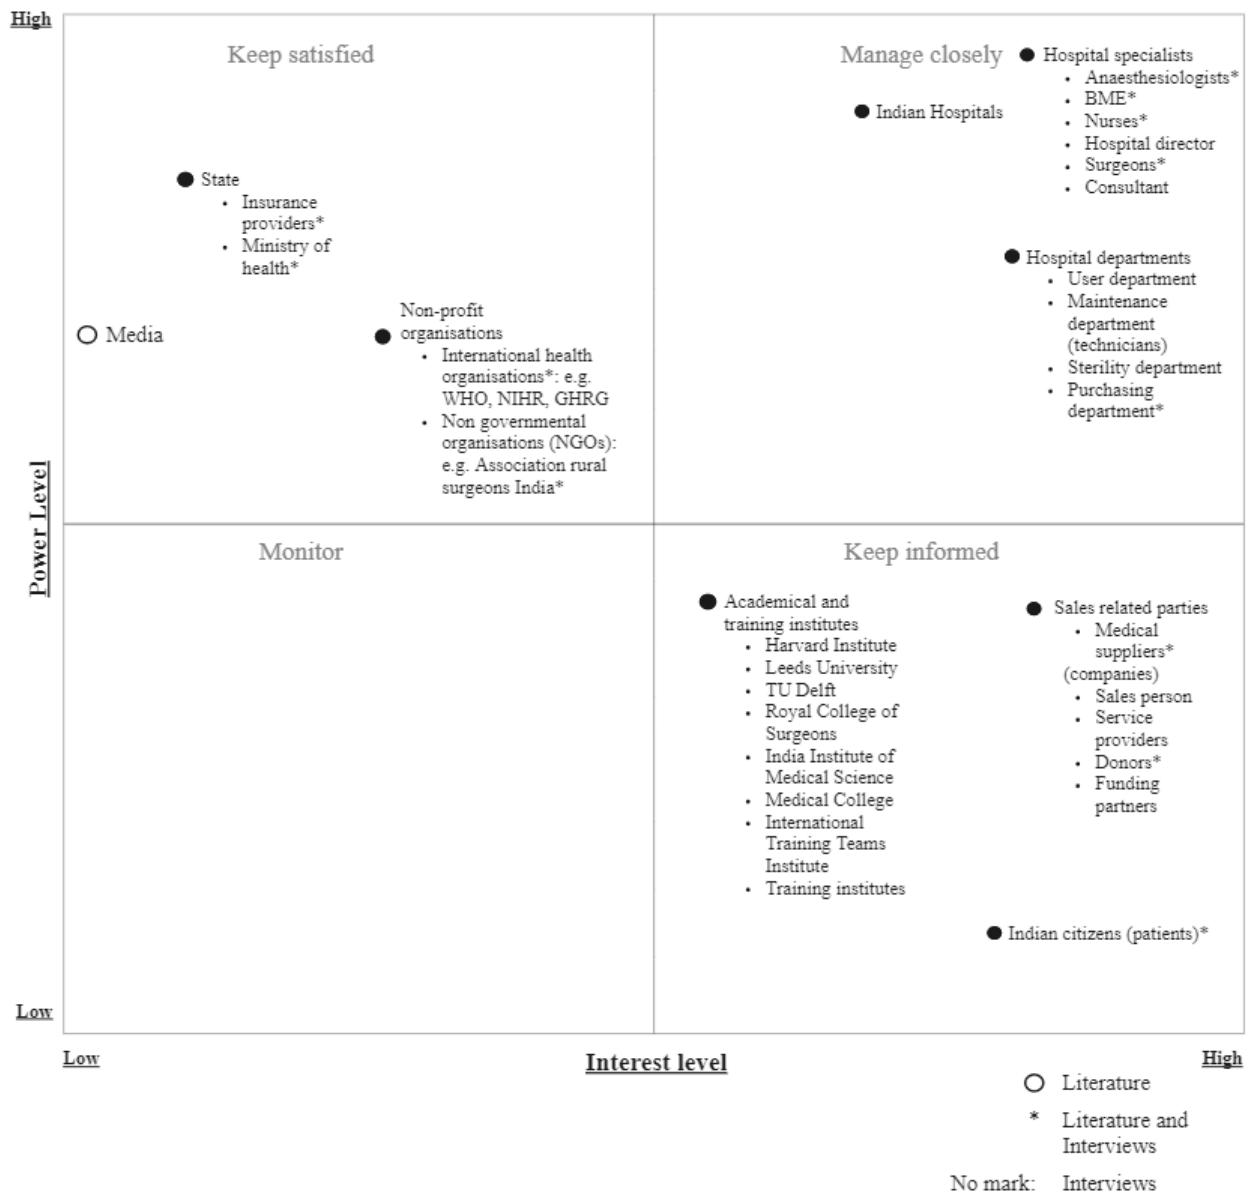 High
Keep satisfied
Manage closely
Hospital specialists
Anaesthesiologists*
BME*
Nurses*
Hospital director
Surgeons*
Consultant
Indian Hospitals
State
Insurance
providers*
Ministry of
health*
Hospital departments
User department
Maintenance
department
(technicians)
Sterility department
Purchasing
department*
Media
Non-profit
organisations
International health
organisations*: e.g.
WHO, NIHR, GHRG
Non governmental
organisations (NGOs):
e.g. Association rural
surgeons India*
Power Level
Monitor
Keep informed
Academical and
training institutes
Harvard Institute
Leeds University
TU Delft
Royal College of
Surgeons
India Institute of
Medical Science
Medical College
International
Training Teams
Institute
Training institutes
Sales related parties
Medical
suppliers*
(companies)
Sales person
Service
providers
Donors*
Funding
partners
Indian citizens (patients)*
Low
Low
Interest level
High
Literature
* Literature and
Interviews
No mark: Interviews